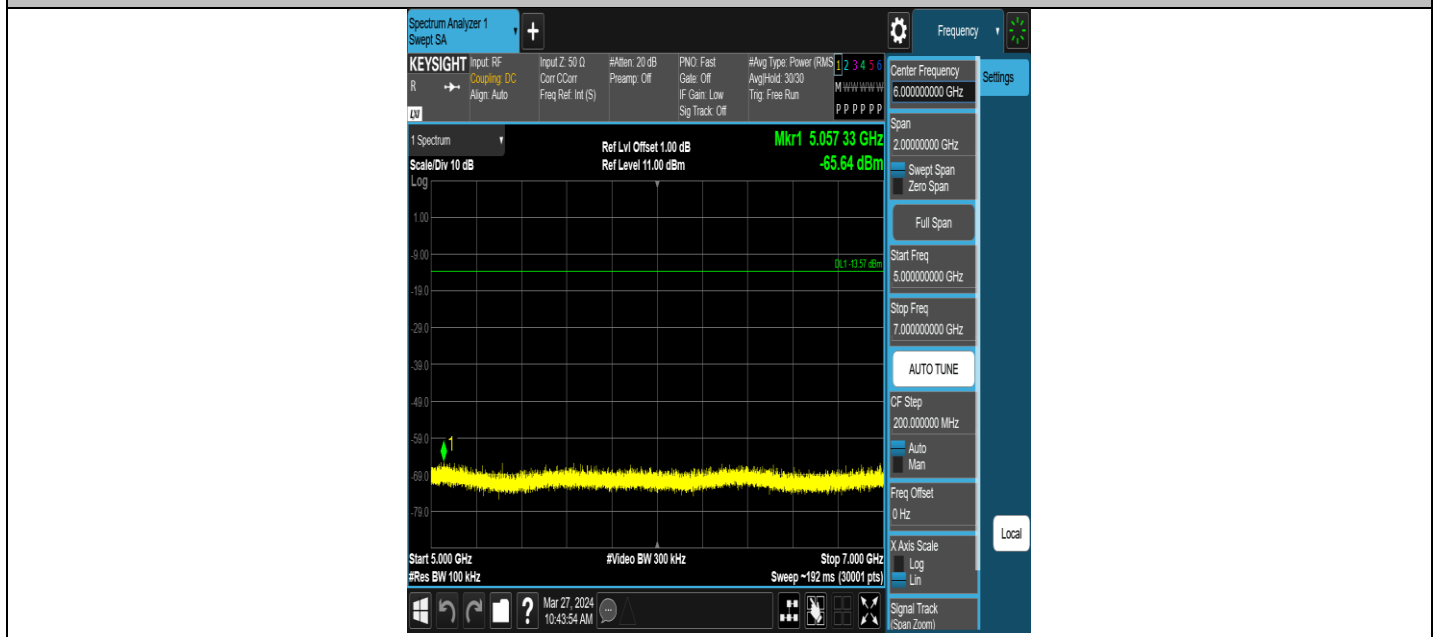 Spectrum Analyzer 1
Swept SA
+
Frequency
KEYSIGHT
R
LXI
Input: RF
Coupling: DC
Align: Auto
Input Z: 50 Ω
Corr CCorr
Freq Ref: Int (S)
#Atten: 20 dB
Preamp: Off
PNO: Fast
Gate: Off
IF Gain: Low
Sig Track: Off
#Avg Type: Power (RMS
Avg|Hold: 30/30
Trig: Free Run
1 2 3 4 5 6
M W W W W W
P P P P P P
1 Spectrum
Scale/Div 10 dB
Log
Ref Lvl Offset 1.00 dB
Ref Level 11.00 dBm
Mkr1 5.057 33 GHz
-65.64 dBm
1.00
-9.00
DL1 -13.57 dBm
-19.0
-29.0
-39.0
-49.0
-59.0
1
-69.0
-79.0
Start 5.000 GHz
#Res BW 100 kHz
#Video BW 300 kHz
Stop 7.000 GHz
Sweep ~192 ms (30001 pts)
?
Mar 27, 2024
10:43:54 AM
Center Frequency
6.000000000 GHz
Span
2.00000000 GHz
Swept Span
Zero Span
Full Span
Start Freq
5.000000000 GHz
Stop Freq
7.000000000 GHz
AUTO TUNE
CF Step
200.000000 MHz
Auto
Man
Freq Offset
0 Hz
X Axis Scale
Log
Lin
Signal Track
(Span Zoom)
Settings
Local